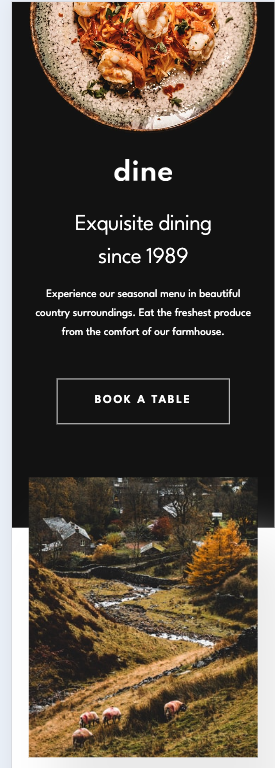 dine
Exquisite dining
since 1989
Experience our seasonal menu in beautiful
country surroundings. Eat the freshest produce
from the comfort of our farmhouse.
BOOK A TABLE